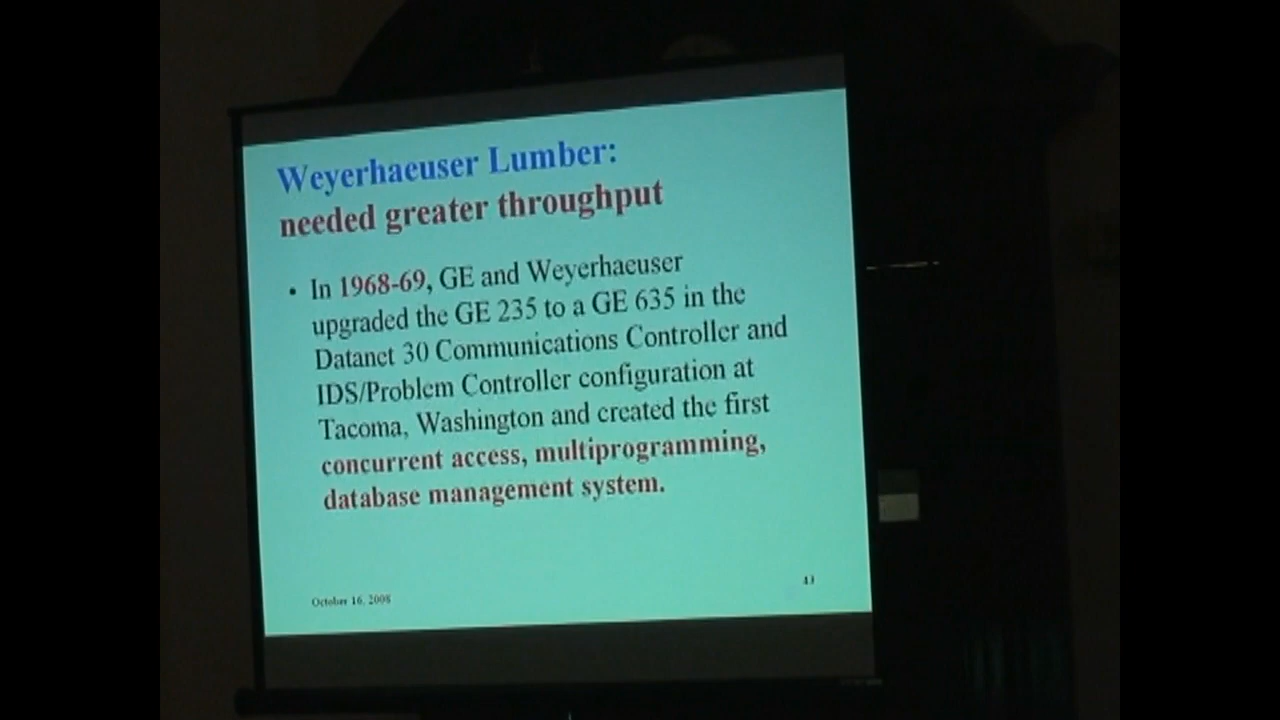 Weyerhaeuser Lumber:
needed greater throughput
• In 1968-69, GE and Weyerhaeuser
upgraded the GE 235 to a GE 635 in the
Datanet 30 Communications Controller and
IDS/Problem Controller configuration at
Tacoma, Washington and created the first
concurrent access, multiprogramming,
database management system.
October 16, 2008